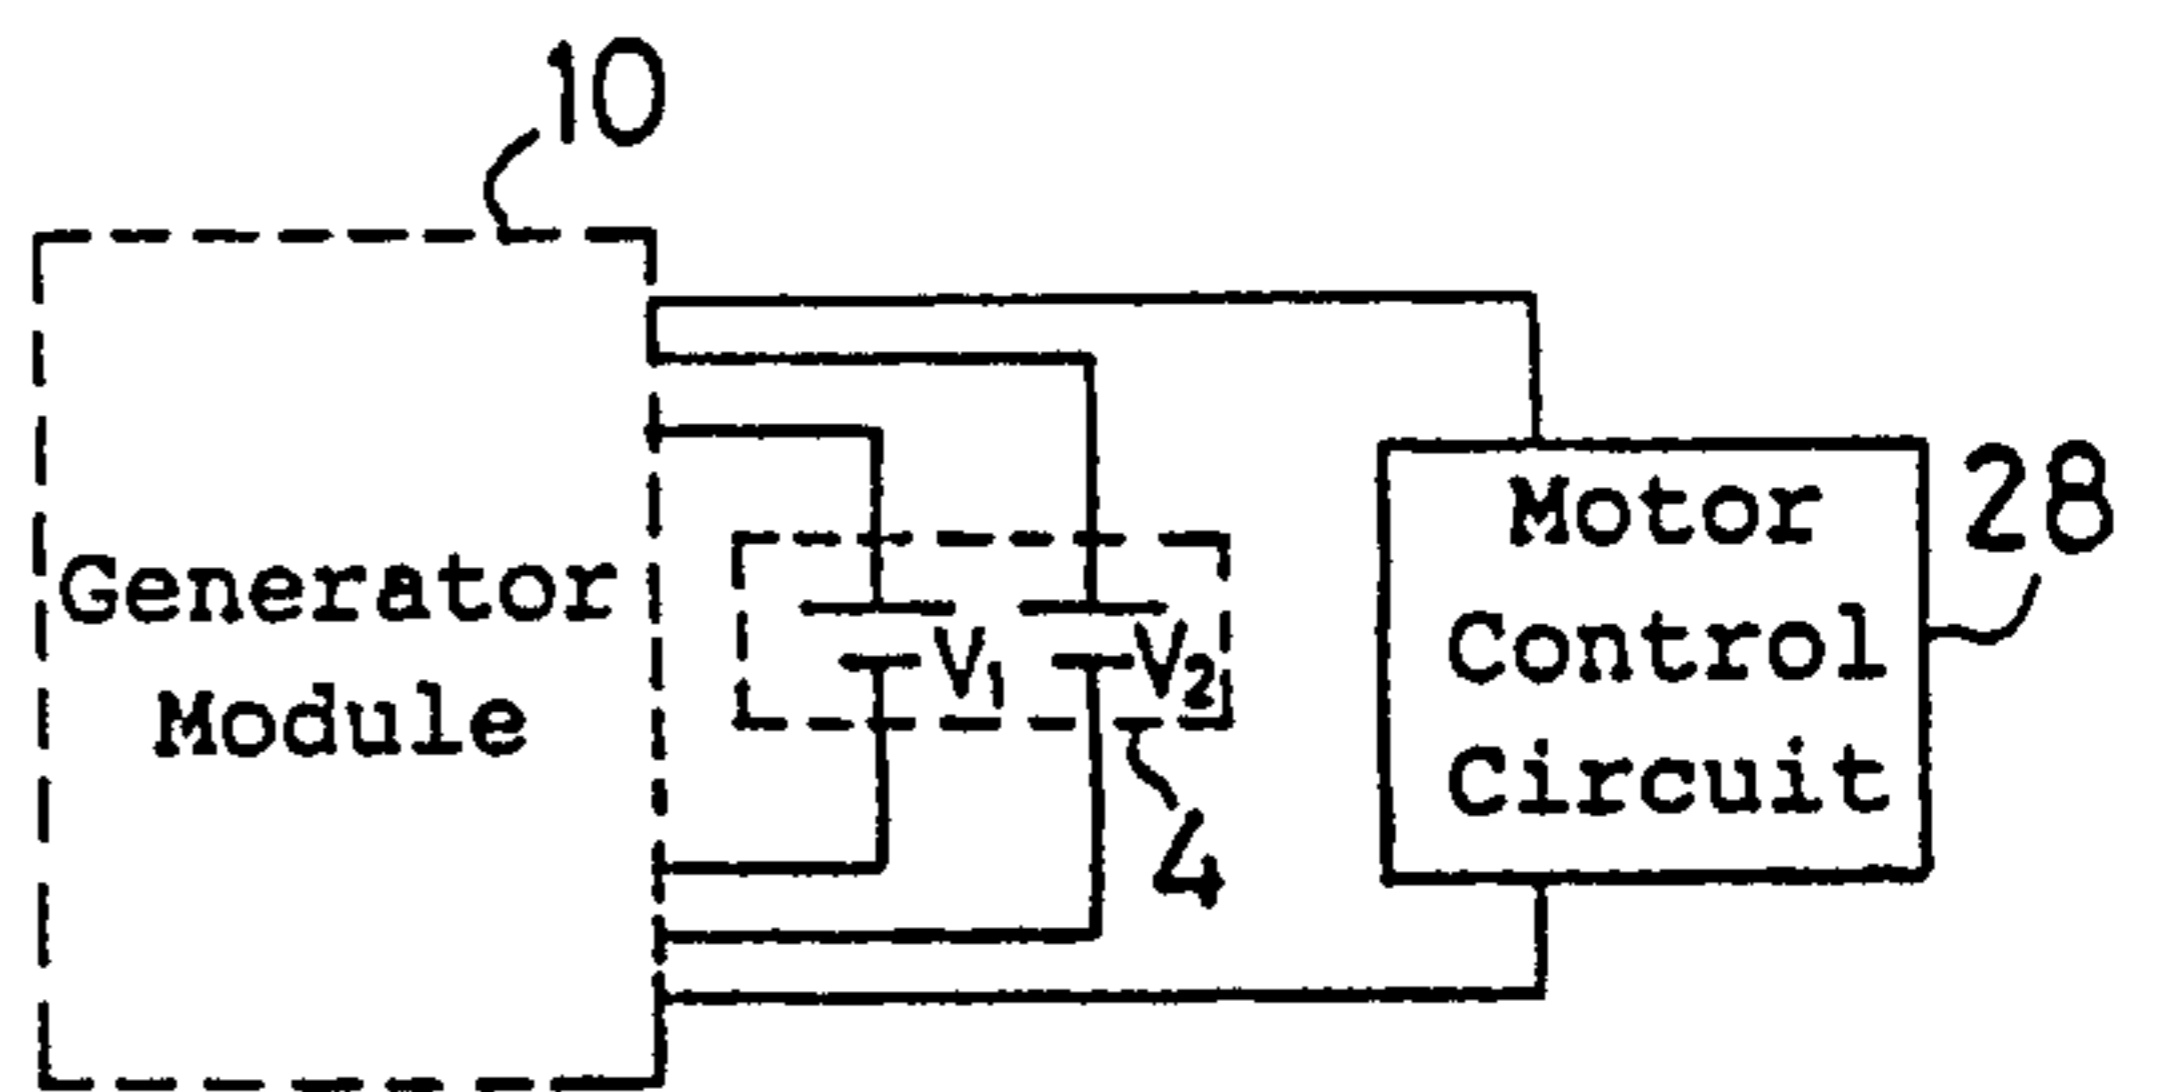 10
Generator
Module
V₁
V₂
4
Motor
Control
Circuit
28